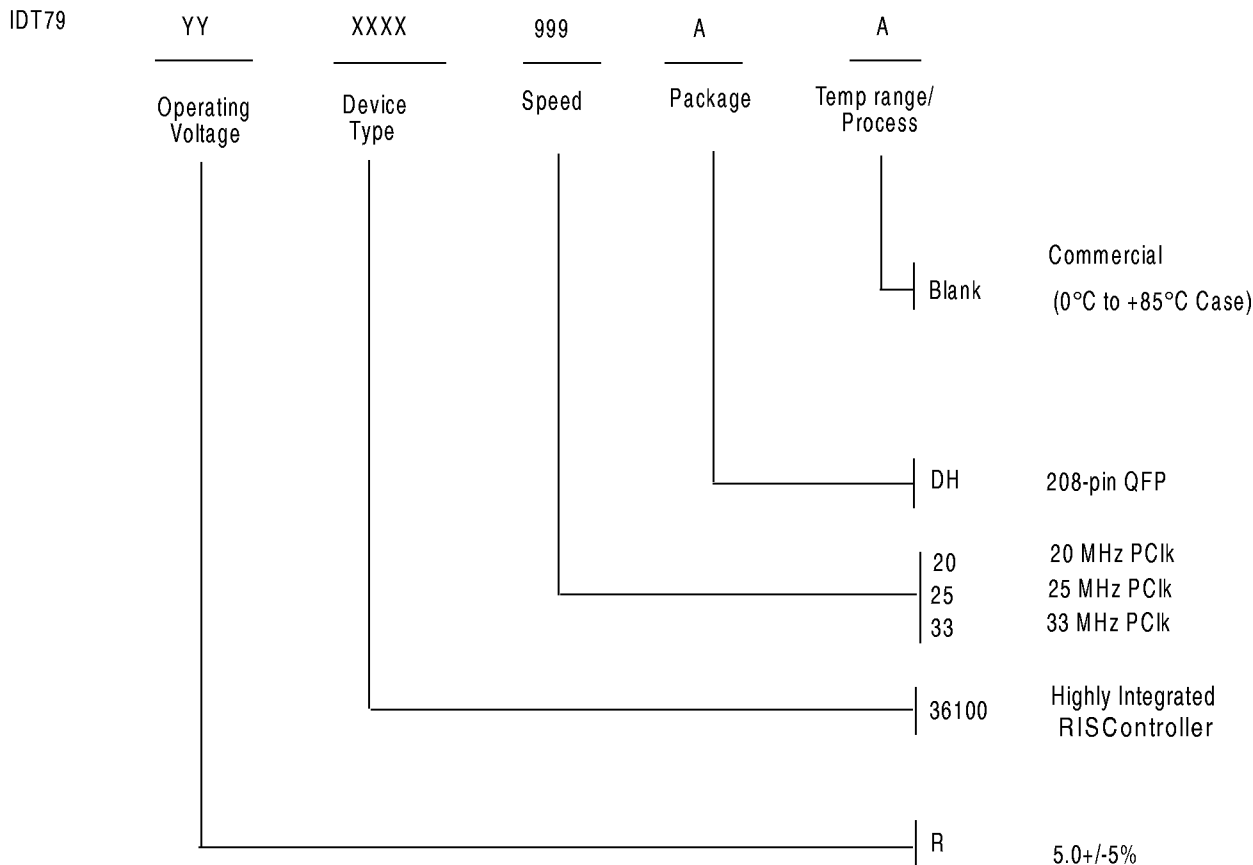 IDT79 YY XXXX 999 A A
Operating Voltage
Device Type
Speed
Package
Temp range/ Process
Blank
Commercial
(0°C to +85°C Case)
DH 208-pin QFP
20 20 MHz PClk
25 25 MHz PClk
33 33 MHz PClk
36100
Highly Integrated
RISController
R 5.0+/-5%